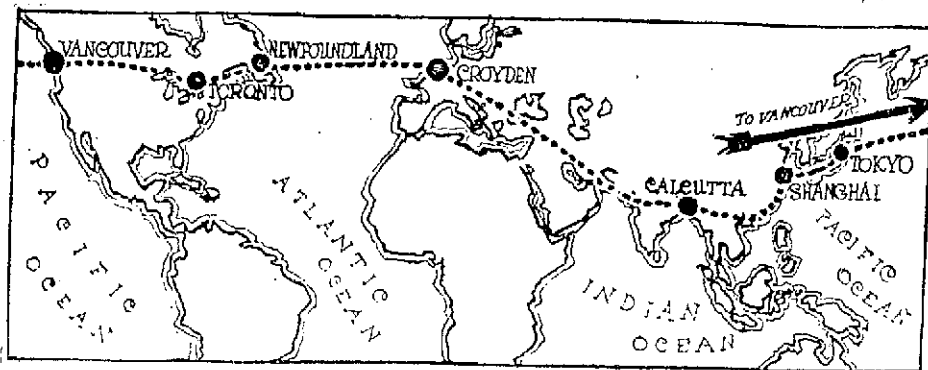 VANCOUVER
TORONTO
NEWFOUNDLAND
CROYDEN
TO VANCOUVER
TOKYO
SHANGHAI
CALCUTTA
PACIFIC
OCEAN
ATLANTIC
OCEAN
INDIAN
OCEAN
PACIFIC
OCEAN